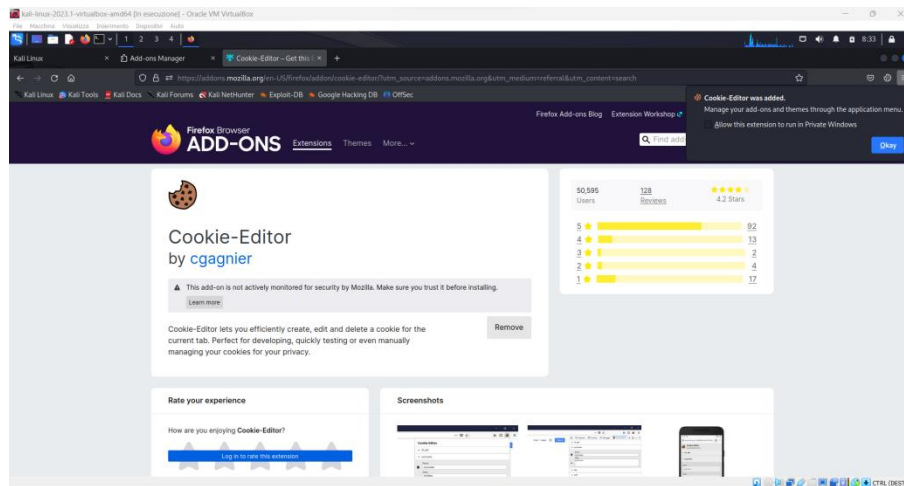 kali-linux-2023.1-virtualbox-amd64 [In esecuzione] - Oracle VM VirtualBox
File Macchina Visualizza Inserimento Dispositivi Aiuto
1 2 3 4
8:33
Kali Linux
Add-ons Manager
Cookie-Editor – Get this
https://addons.mozilla.org/en-US/firefox/addon/cookie-editor/?utm_source=addons.mozilla.org&utm_medium=referral&utm_content=search
Kali Linux Kali Tools Kali Docs Kali Forums Kali NetHunter Exploit-DB Google Hacking DB OffSec
Cookie-Editor was added.
Manage your add-ons and themes through the application menu.
Allow this extension to run in Private Windows
Okay
Firefox Add-ons Blog Extension Workshop
Firefox Browser
ADD-ONS
Extensions Themes More...
Find add
Cookie-Editor
by cgagnier
This add-on is not actively monitored for security by Mozilla. Make sure you trust it before installing.
Learn more
Cookie-Editor lets you efficiently create, edit and delete a cookie for the
current tab. Perfect for developing, quickly testing or even manually
managing your cookies for your privacy.
Remove
50,595 128 4.2 Stars
Users Reviews
5 92
4 13
3 2
2 4
1 17
Rate your experience
How are you enjoying Cookie-Editor?
Log in to rate this extension
Screenshots
CTRL (DEST